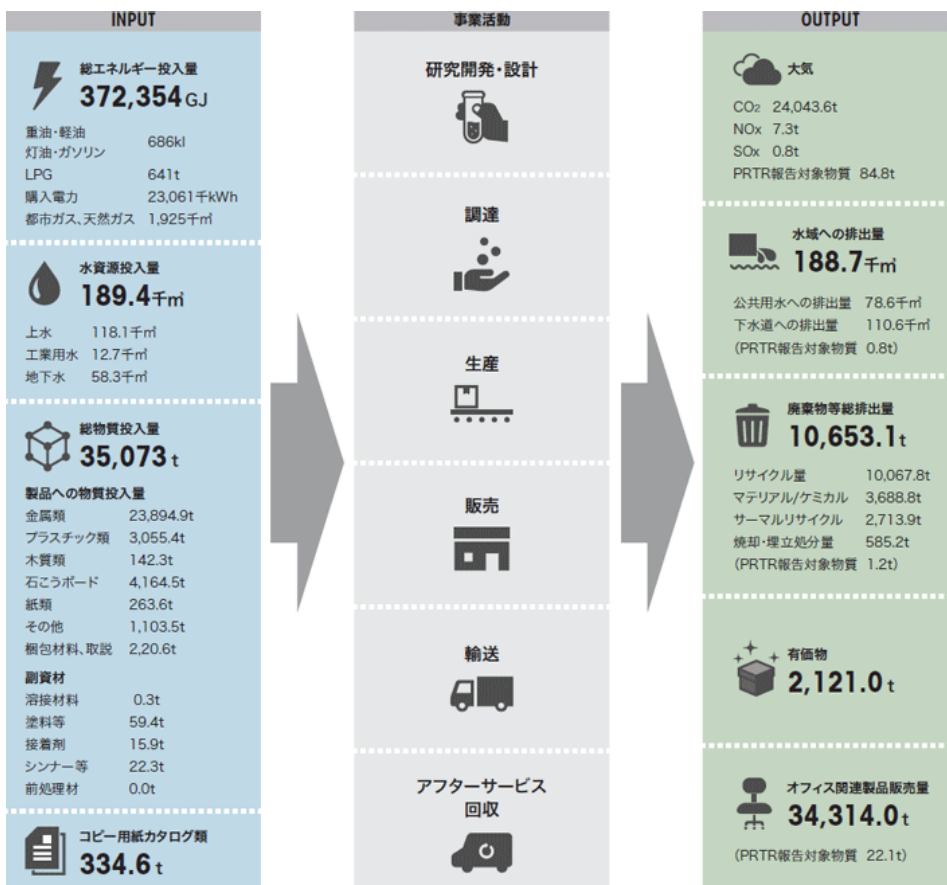 INPUT
総エネルギー投入量
372,354 GJ
重油・軽油
灯油・ガソリン 686kl
LPG 641t
購入電力 23,061千kWh
都市ガス、天然ガス 1,925千㎥
水資源投入量
189.4千㎥
上水 118.1千㎥
工業用水 12.7千㎥
地下水 58.3千㎥
総物質投入量
35,073 t
製品への物質投入量
金属類 23,894.9t
プラスチック類 3,055.4t
木質類 142.3t
石こうボード 4,164.5t
紙類 263.6t
その他 1,103.5t
梱包材料、取説 2,20.6t
副資材
溶接材料 0.3t
塗料等 59.4t
接着剤 15.9t
シンナー等 22.3t
前処理材 0.0t
コピー用紙カタログ類
334.6 t
事業活動
研究開発・設計
調達
生産
販売
輸送
アフターサービス
回収
OUTPUT
大気
CO2 24,043.6t
NOx 7.3t
SOx 0.8t
PRTR報告対象物質 84.8t
水域への排出量
188.7千㎥
公共用水への排出量 78.6千㎥
下水道への排出量 110.6千㎥
(PRTR報告対象物質 0.8t)
廃棄物等総排出量
10,653.1t
リサイクル量 10,067.8t
マテリアル/ケミカル 3,688.8t
サーマルリサイクル 2,713.9t
焼却・埋立処分量 585.2t
(PRTR報告対象物質 1.2t)
有価物
2,121.0 t
オフィス関連製品販売量
34,314.0 t
(PRTR報告対象物質 22.1t)